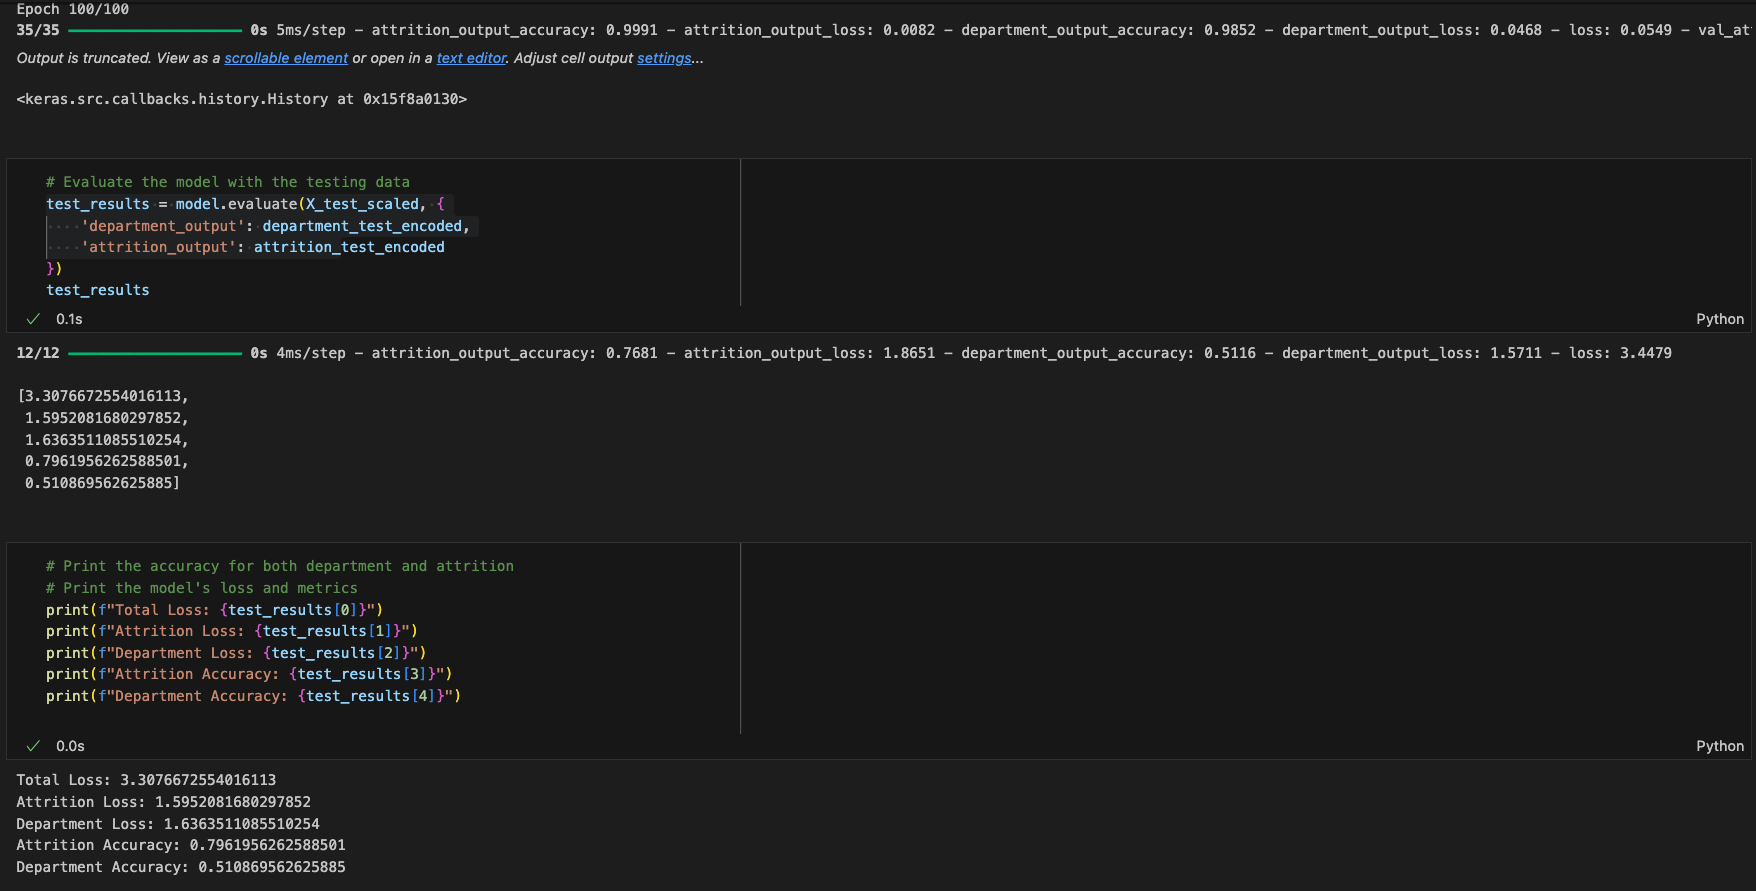 Epoch 100/100
35/35 0s 5ms/step - attrition_output_accuracy: 0.9991 - attrition_output_loss: 0.0082 - department_output_accuracy: 0.9852 - department_output_loss: 0.0468 - loss: 0.0549 - val_at
Output is truncated. View as a scrollable element or open in a text editor. Adjust cell output settings...
<keras.src.callbacks.history.History at 0x15f8a0130>
# Evaluate the model with the testing data
test_results = model.evaluate(X_test_scaled, {
    'department_output': department_test_encoded,
    'attrition_output': attrition_test_encoded
})
test_results
0.1s
Python
12/12 0s 4ms/step - attrition_output_accuracy: 0.7681 - attrition_output_loss: 1.8651 - department_output_accuracy: 0.5116 - department_output_loss: 1.5711 - loss: 3.4479
[3.3076672554016113,
 1.5952081680297852,
 1.6363511085510254,
 0.7961956262588501,
 0.510869562625885]
# Print the accuracy for both department and attrition
# Print the model's loss and metrics
print(f"Total Loss: {test_results[0]}")
print(f"Attrition Loss: {test_results[1]}")
print(f"Department Loss: {test_results[2]}")
print(f"Attrition Accuracy: {test_results[3]}")
print(f"Department Accuracy: {test_results[4]}")
0.0s
Python
Total Loss: 3.3076672554016113
Attrition Loss: 1.5952081680297852
Department Loss: 1.6363511085510254
Attrition Accuracy: 0.7961956262588501
Department Accuracy: 0.510869562625885